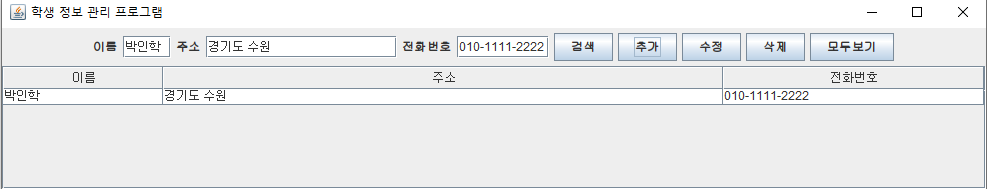 학생 정보 관리 프로그램
이름 박인학 주소 경기도 수원 전화번호 010-1111-2222 검색 추가 수정 삭제 모두보기
이름 주소 전화번호
박인학 경기도 수원 010-1111-2222